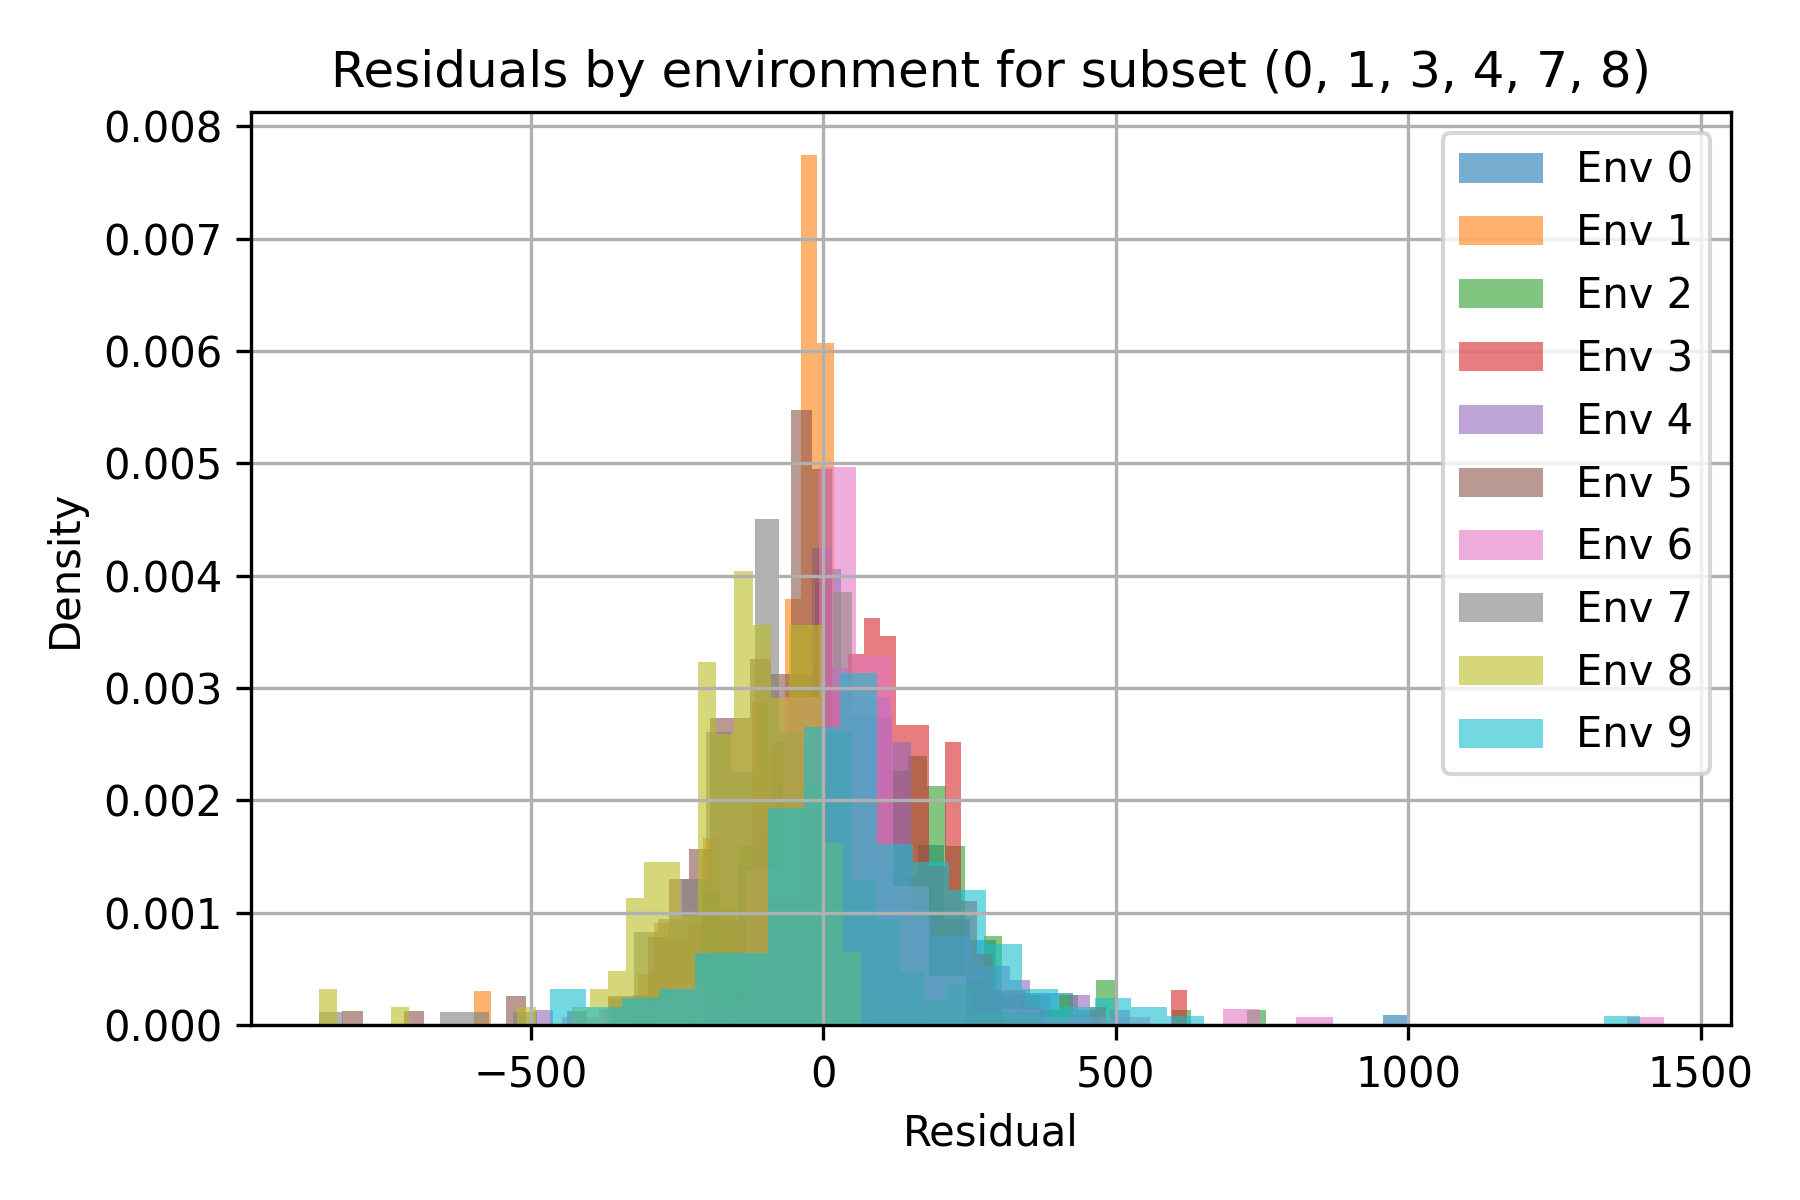 Residuals by environment for subset (0, 1, 3, 4, 7, 8)
0.008
0.007
0.006
0.005
0.004
0.003
0.002
0.001
0.000
Density
−500
0
500
1000
1500
Residual
Env 0
Env 1
Env 2
Env 3
Env 4
Env 5
Env 6
Env 7
Env 8
Env 9